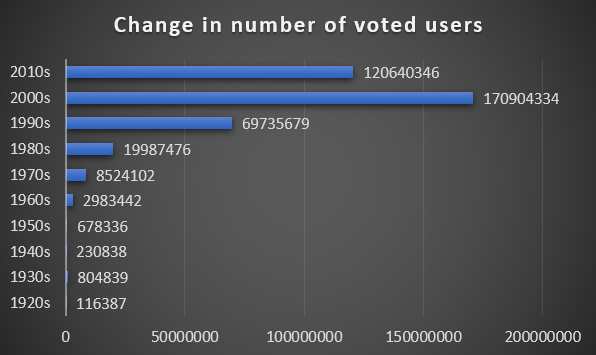 Change in number of voted users
2010s 120640346
2000s 170904334
1990s 69735679
1980s 19987476
1970s 8524102
1960s 2983442
1950s 678336
1940s 230838
1930s 804839
1920s 116387
0 50000000 100000000 150000000 200000000